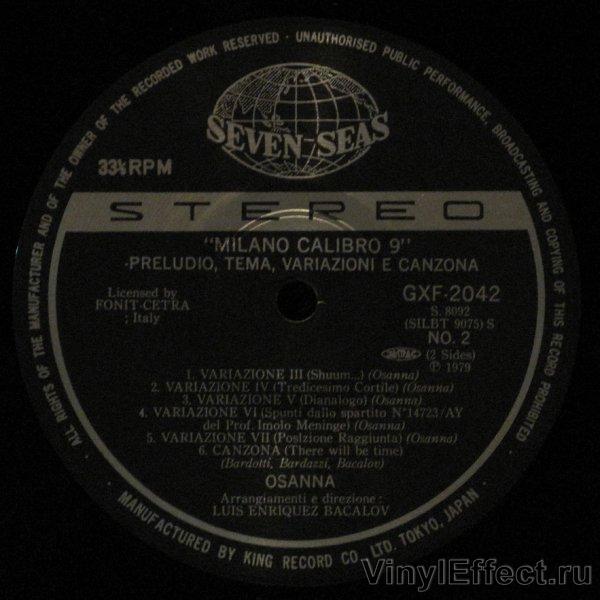 ALL RIGHTS OF THE MANUFACTURER AND OF THE OWNER OF THE RECORDED WORK RESERVED · UNAUTHORISED PUBLIC PERFORMANCE, BROADCASTING AND COPYING OF THIS RECORD PROHIBITED
SEVEN-SEAS
33⅓ RPM
STEREO
"MILANO CALIBRO 9"
-PRELUDIO, TEMA, VARIAZIONI E CANZONA
Licensed by
FONIT-CETRA
; Italy
GXF-2042
S. 8092
(SILBT 9075) S
NO. 2
(2 Sides)
Ⓟ 1979
1. VARIAZIONE III (Shuum...) (Osanna)
2. VARIAZIONE IV (Tredicesimo Cortile) (Osanna)
3. VARIAZIONE V (Dianalogo) (Osanna)
4. VARIAZIONE VI (Spunti dallo spartito N°14723/AY
del Prof. Imolo Meninge) (Osanna)
5. VARIAZIONE VII (Poslzione Raggiunta) (Osanna)
6. CANZONA (There will be time)
(Bardotti, Bardazzi, Bacalov)
OSANNA
Arrangiamenti e direzione :
LUIS ENRIQUEZ BACALOV
· MANUFACTURED BY KING RECORD CO., LTD. TOKYO, JAPAN ·
VinylEffect.ru